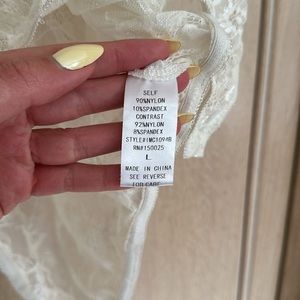 SELF
90%NYLON
10%SPANDEX
CONTRAST
92%NYLON
8%SPANDEX
STYLE#IMC1094B
RN#150025
L
MADE IN CHINA
SEE REVERSE
FOR CARE